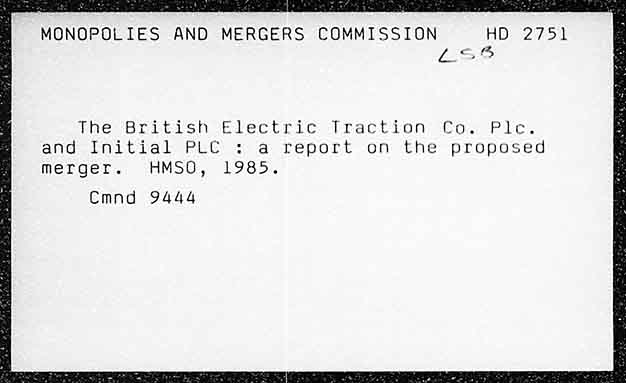 MONOPOLIES AND MERGERS COMMISSION HD 2751
LSB
The British Electric Traction Co. Plc.
and Initial PLC : a report on the proposed
merger. HMSO, 1985.
Cmnd 9444